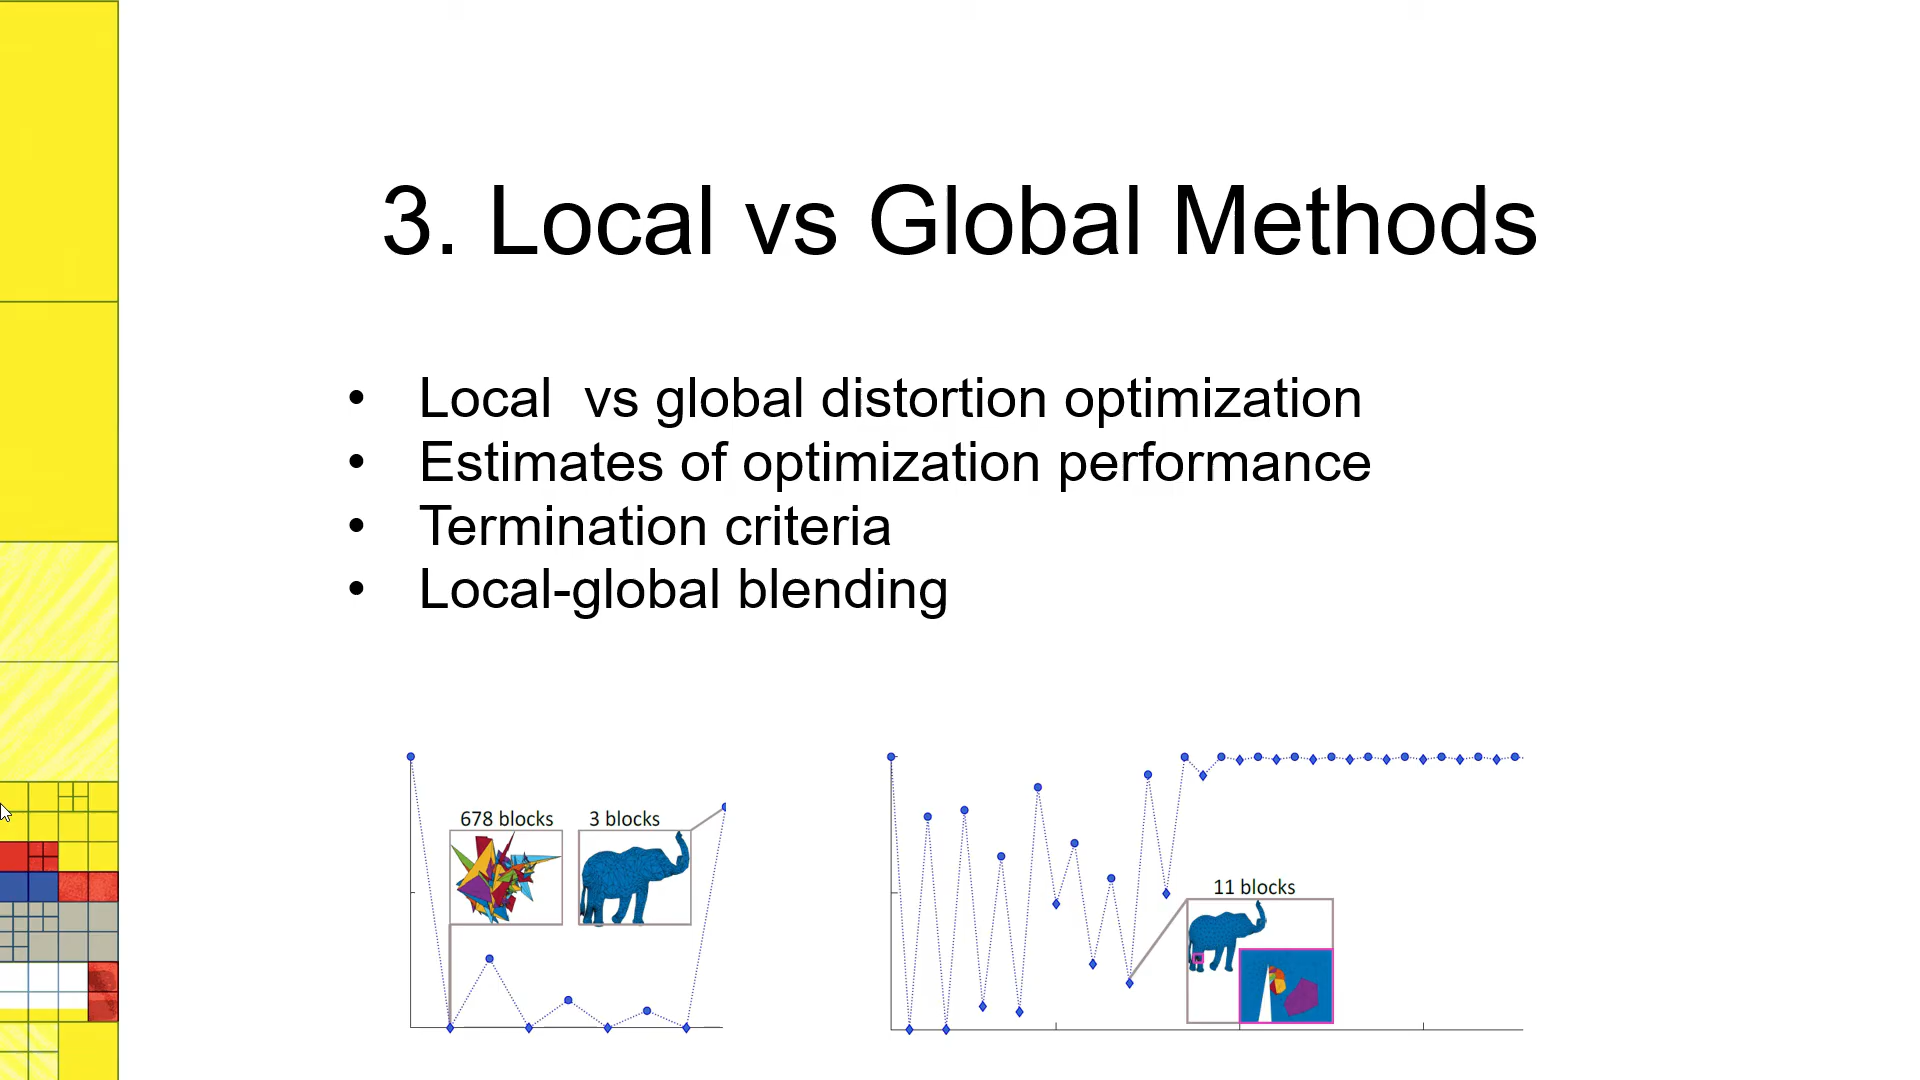 3. Local vs Global Methods
• Local  vs global distortion optimization
• Estimates of optimization performance
• Termination criteria
• Local-global blending
678 blocks
3 blocks
11 blocks